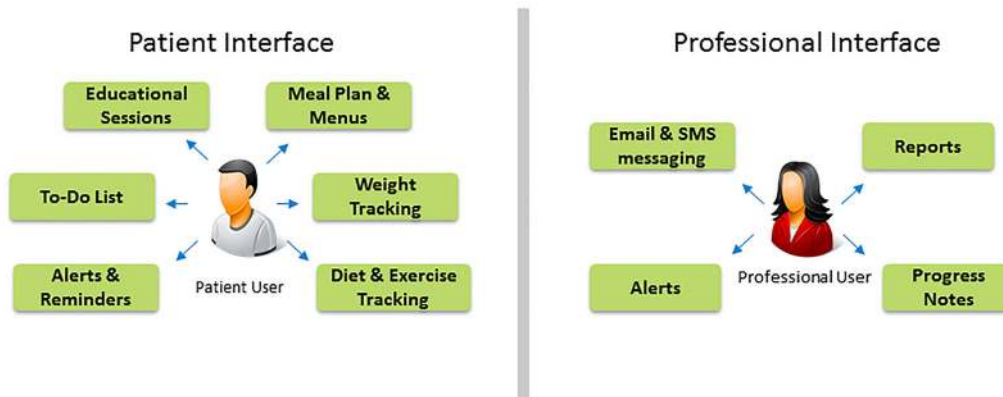 Patient Interface
Educational
Sessions
Meal Plan &
Menus
To-Do List
Weight
Tracking
Alerts &
Reminders
Patient User
Diet & Exercise
Tracking
Professional Interface
Email & SMS
messaging
Reports
Alerts
Professional User
Progress
Notes